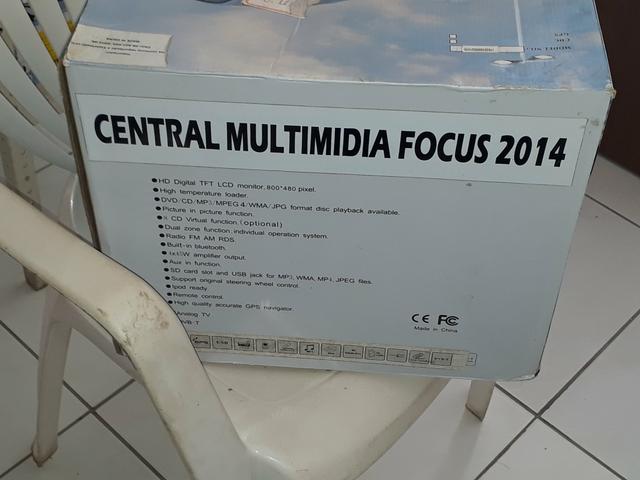 CENTRAL MULTIMIDIA FOCUS 2014
HD Digital TFT LCD monitor, 800*480 pixel.
High temperature loader.
DVD/CD/MP3/MPEG 4/WMA/JPG format disc playback available.
Picture in picture function.
CD Virtual function. (optional)
Dual zone function; individual operation system.
Radio FM AM RDS.
Built-in bluetooth.
amplifier output.
Aux in function.
SD card slot and USB jack for MP3, WMA, MP4, JPEG files.
Support original steering wheel control.
Ipod ready
Remote control.
High quality accurate GPS navigator.
Analog TV
CE FC
Made in China